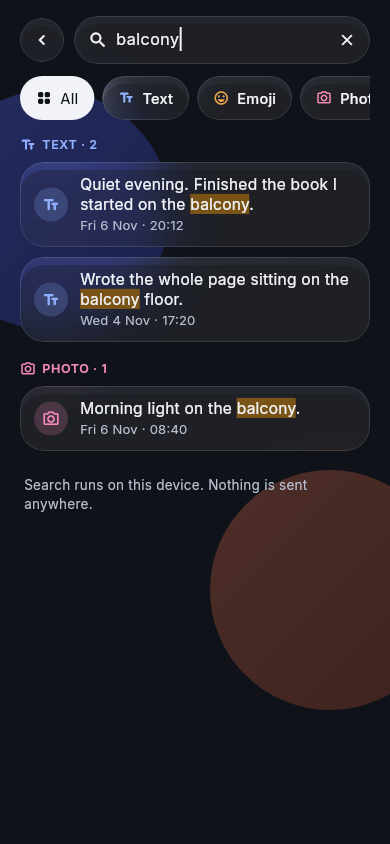 balcony
All Text Emoji Phot
TEXT · 2
Quiet evening. Finished the book I
started on the balcony.
Fri 6 Nov · 20:12
Wrote the whole page sitting on the
balcony floor.
Wed 4 Nov · 17:20
PHOTO · 1
Morning light on the balcony.
Fri 6 Nov · 08:40
Search runs on this device. Nothing is sent
anywhere.